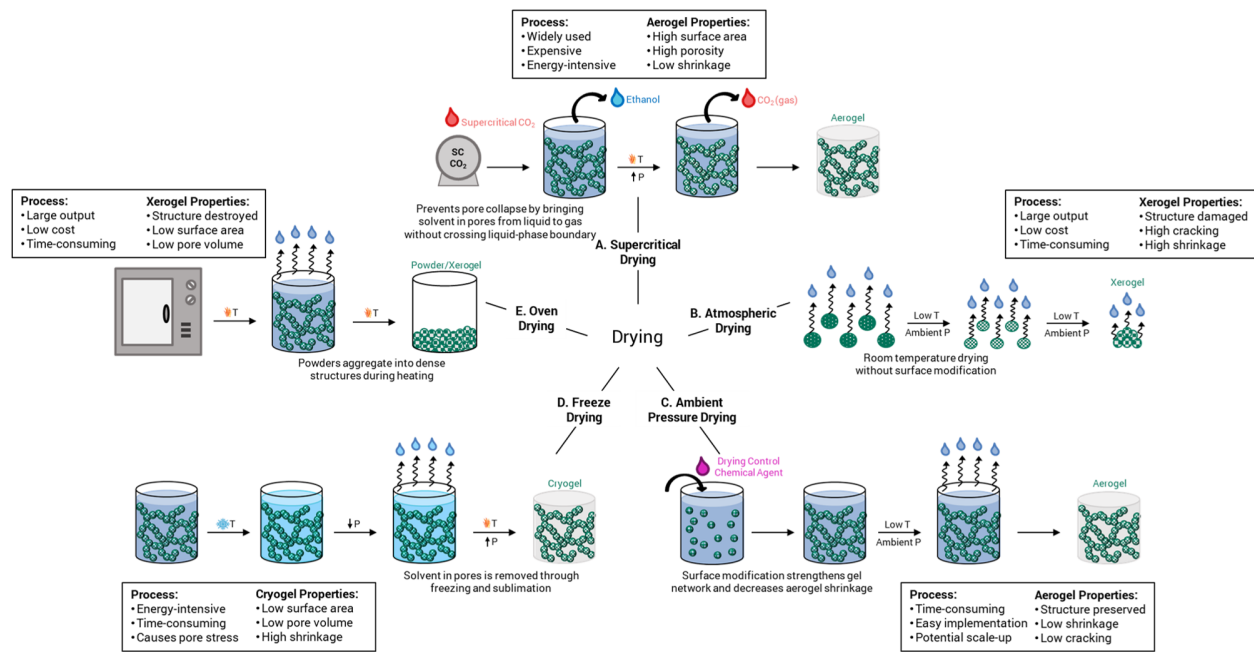 Process:
• Widely used
• Expensive
• Energy-intensive
Aerogel Properties:
• High surface area
• High porosity
• Low shrinkage
Supercritical CO₂
SC
CO₂
Ethanol
T
P
CO₂(gas)
Aerogel
Prevents pore collapse by bringing
solvent in pores from liquid to gas
without crossing liquid-phase boundary
A. Supercritical
Drying
Process:
• Large output
• Low cost
• Time-consuming
Xerogel Properties:
• Structure destroyed
• Low surface area
• Low pore volume
T
T
Powder/Xerogel
Powders aggregate into dense
structures during heating
E. Oven
Drying
Drying
Process:
• Large output
• Low cost
• Time-consuming
Xerogel Properties:
• Structure damaged
• High cracking
• High shrinkage
B. Atmospheric
Drying
Low T
Ambient P
Low T
Ambient P
Xerogel
Room temperature drying
without surface modification
D. Freeze
Drying
T
P
T
P
Cryogel
Solvent in pores is removed through
freezing and sublimation
Process:
• Energy-intensive
• Time-consuming
• Causes pore stress
Cryogel Properties:
• Low surface area
• Low pore volume
• High shrinkage
C. Ambient
Pressure Drying
Drying Control
Chemical Agent
Low T
Ambient P
Aerogel
Surface modification strengthens gel
network and decreases aerogel shrinkage
Process:
• Time-consuming
• Easy implementation
• Potential scale-up
Aerogel Properties:
• Structure preserved
• Low shrinkage
• Low cracking